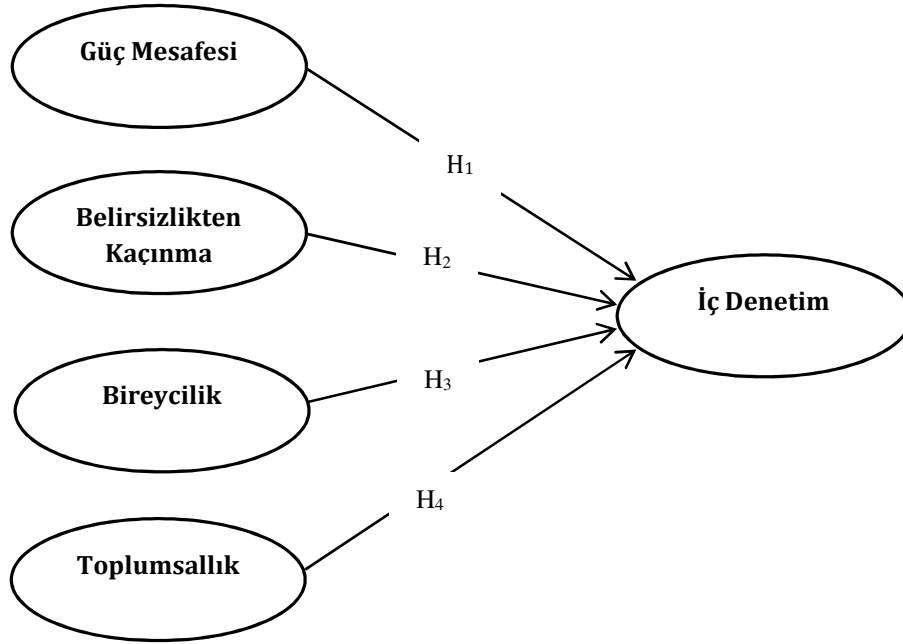 Güç Mesafesi
H1
Belirsizlikten
Kaçınma
H2
İç Denetim
Bireycilik
H3
H4
Toplumsallık